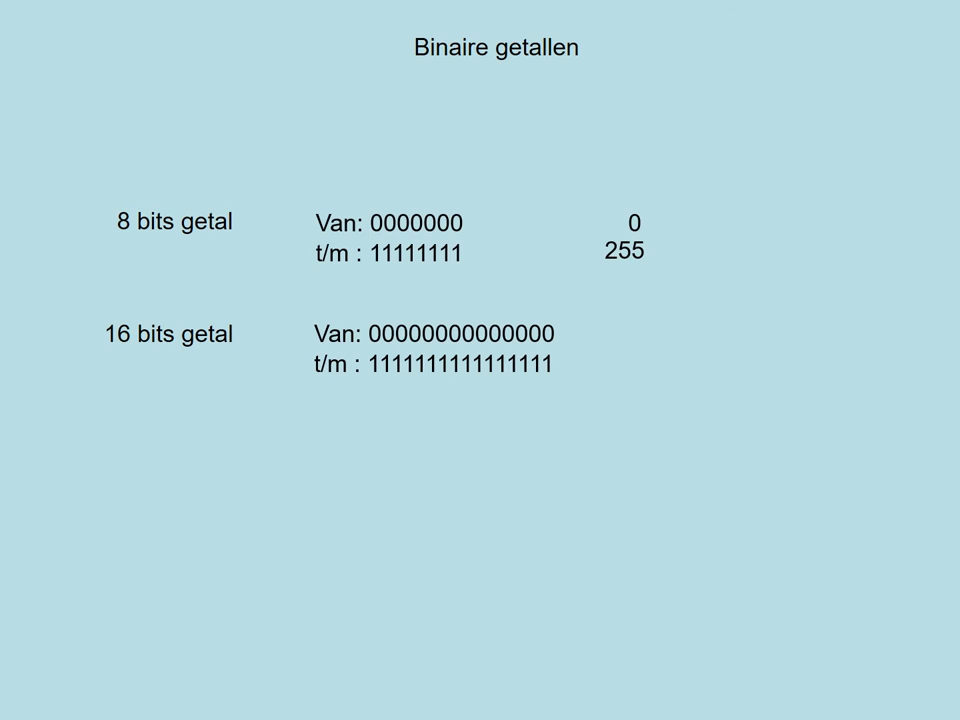 Binaire getallen
8 bits getal
Van: 0000000
0
t/m : 11111111
255
16 bits getal
Van: 00000000000000
t/m : 1111111111111111